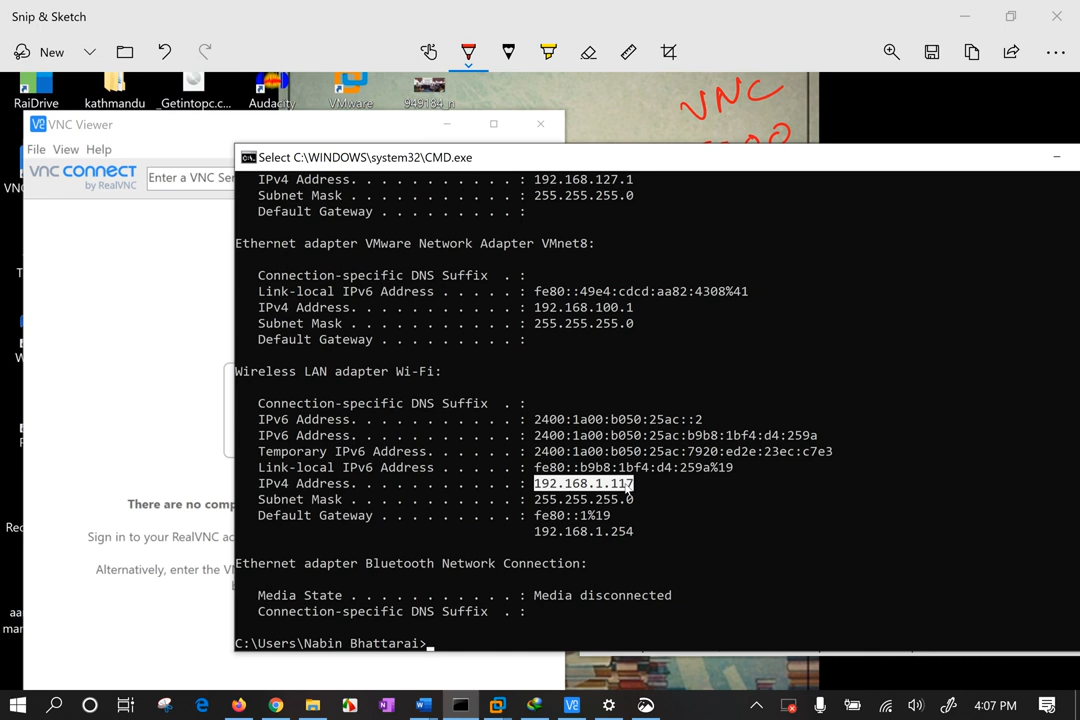 Snip & Sketch
New
RaiDrive
kathmandu
_Getintopc.c...
Audacity
VMware
949184_n
VNC
V2 VNC Viewer
File View Help
VNC CONNECT
by RealVNC
Enter a VNC Ser
Select C:\WINDOWS\system32\CMD.exe
IPv4 Address. . . . . . . . . . . : 192.168.127.1
Subnet Mask . . . . . . . . . . . : 255.255.255.0
Default Gateway . . . . . . . . . :
Ethernet adapter VMware Network Adapter VMnet8:
Connection-specific DNS Suffix  . :
Link-local IPv6 Address . . . . . : fe80::49e4:cdcd:aa82:4308%41
IPv4 Address. . . . . . . . . . . : 192.168.100.1
Subnet Mask . . . . . . . . . . . : 255.255.255.0
Default Gateway . . . . . . . . . :
Wireless LAN adapter Wi-Fi:
Connection-specific DNS Suffix  . :
IPv6 Address. . . . . . . . . . . : 2400:1a00:b050:25ac::2
IPv6 Address. . . . . . . . . . . : 2400:1a00:b050:25ac:b9b8:1bf4:d4:259a
Temporary IPv6 Address. . . . . . : 2400:1a00:b050:25ac:7920:ed2e:23ec:c7e3
Link-local IPv6 Address . . . . . : fe80::b9b8:1bf4:d4:259a%19
IPv4 Address. . . . . . . . . . . : 192.168.1.117
Subnet Mask . . . . . . . . . . . : 255.255.255.0
Default Gateway . . . . . . . . . : fe80::1%19
192.168.1.254
Ethernet adapter Bluetooth Network Connection:
Media State . . . . . . . . . . . : Media disconnected
Connection-specific DNS Suffix  . :
C:\Users\Nabin Bhattarai>
There are no comp
Sign in to your RealVNC ac
Alternatively, enter the V
4:07 PM